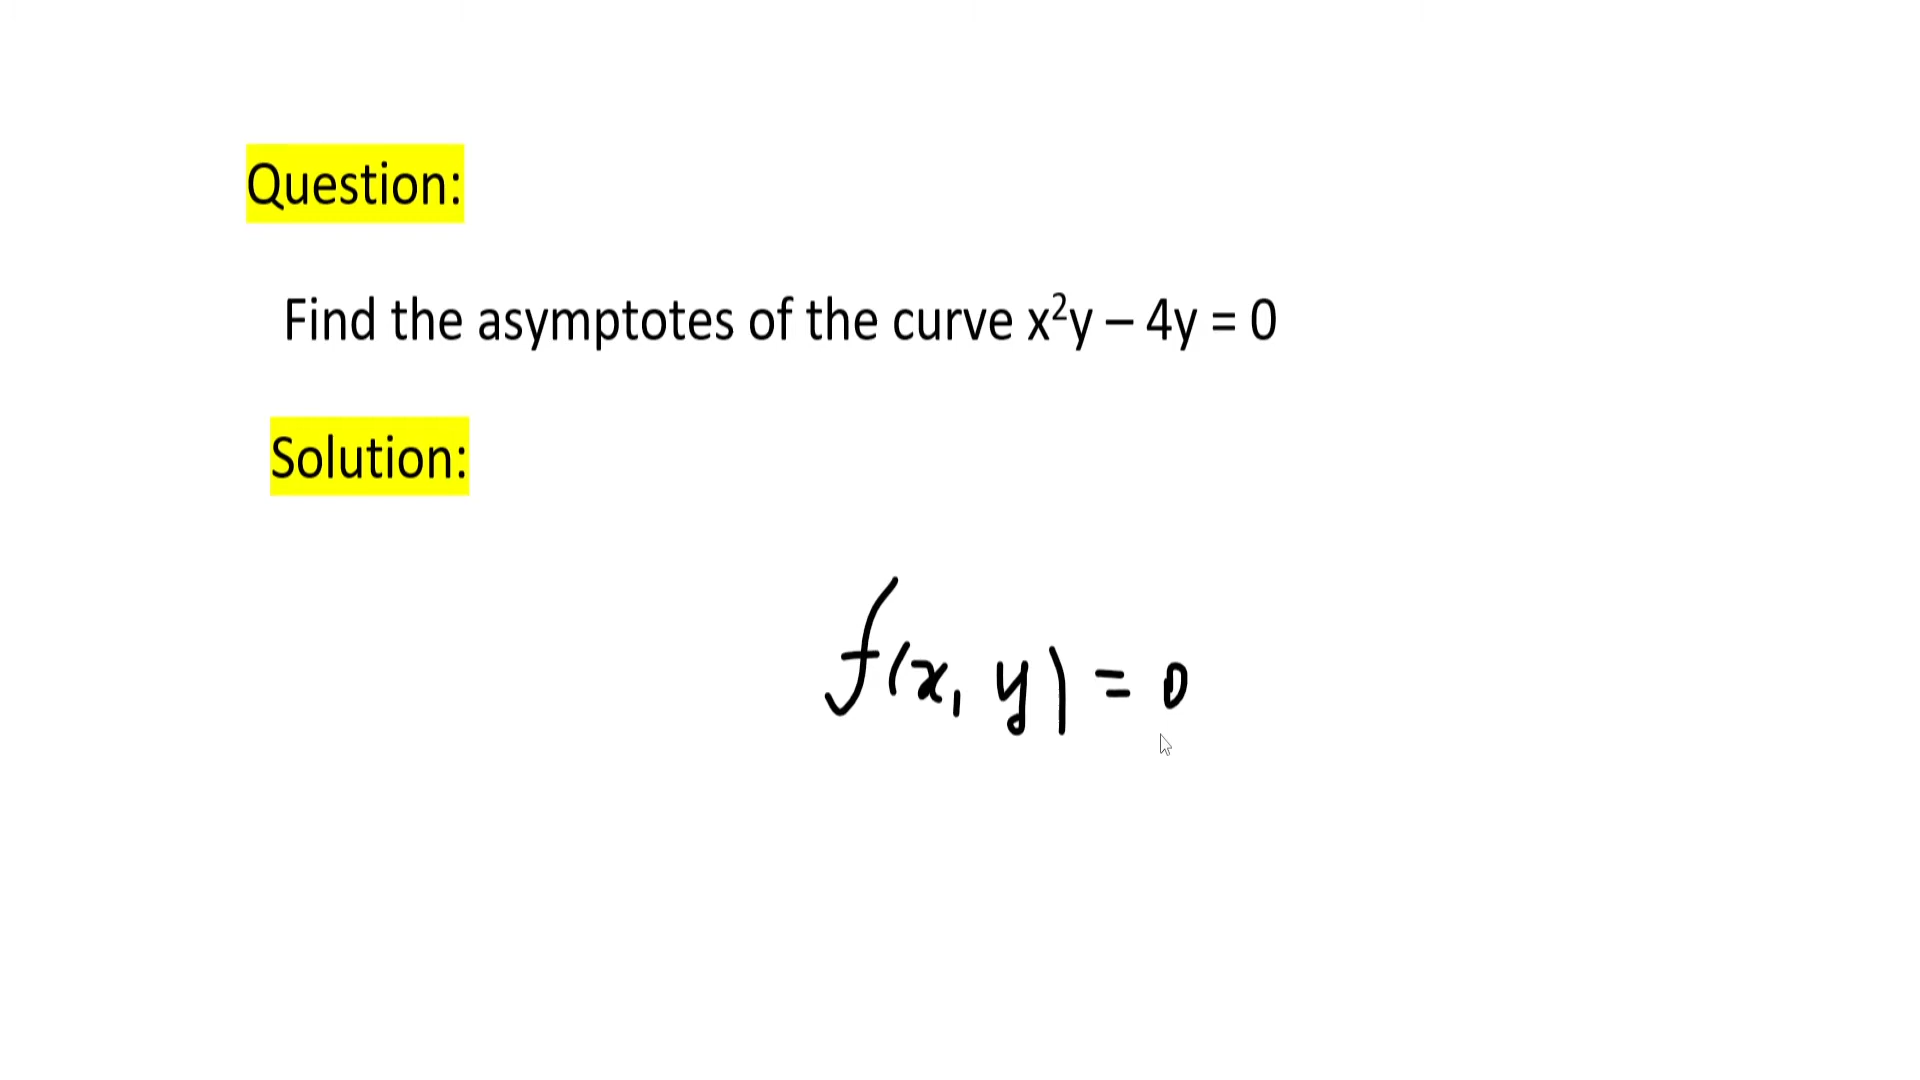 Question:
Find the asymptotes of the curve x²y – 4y = 0
Solution:
f(x, y) = 0